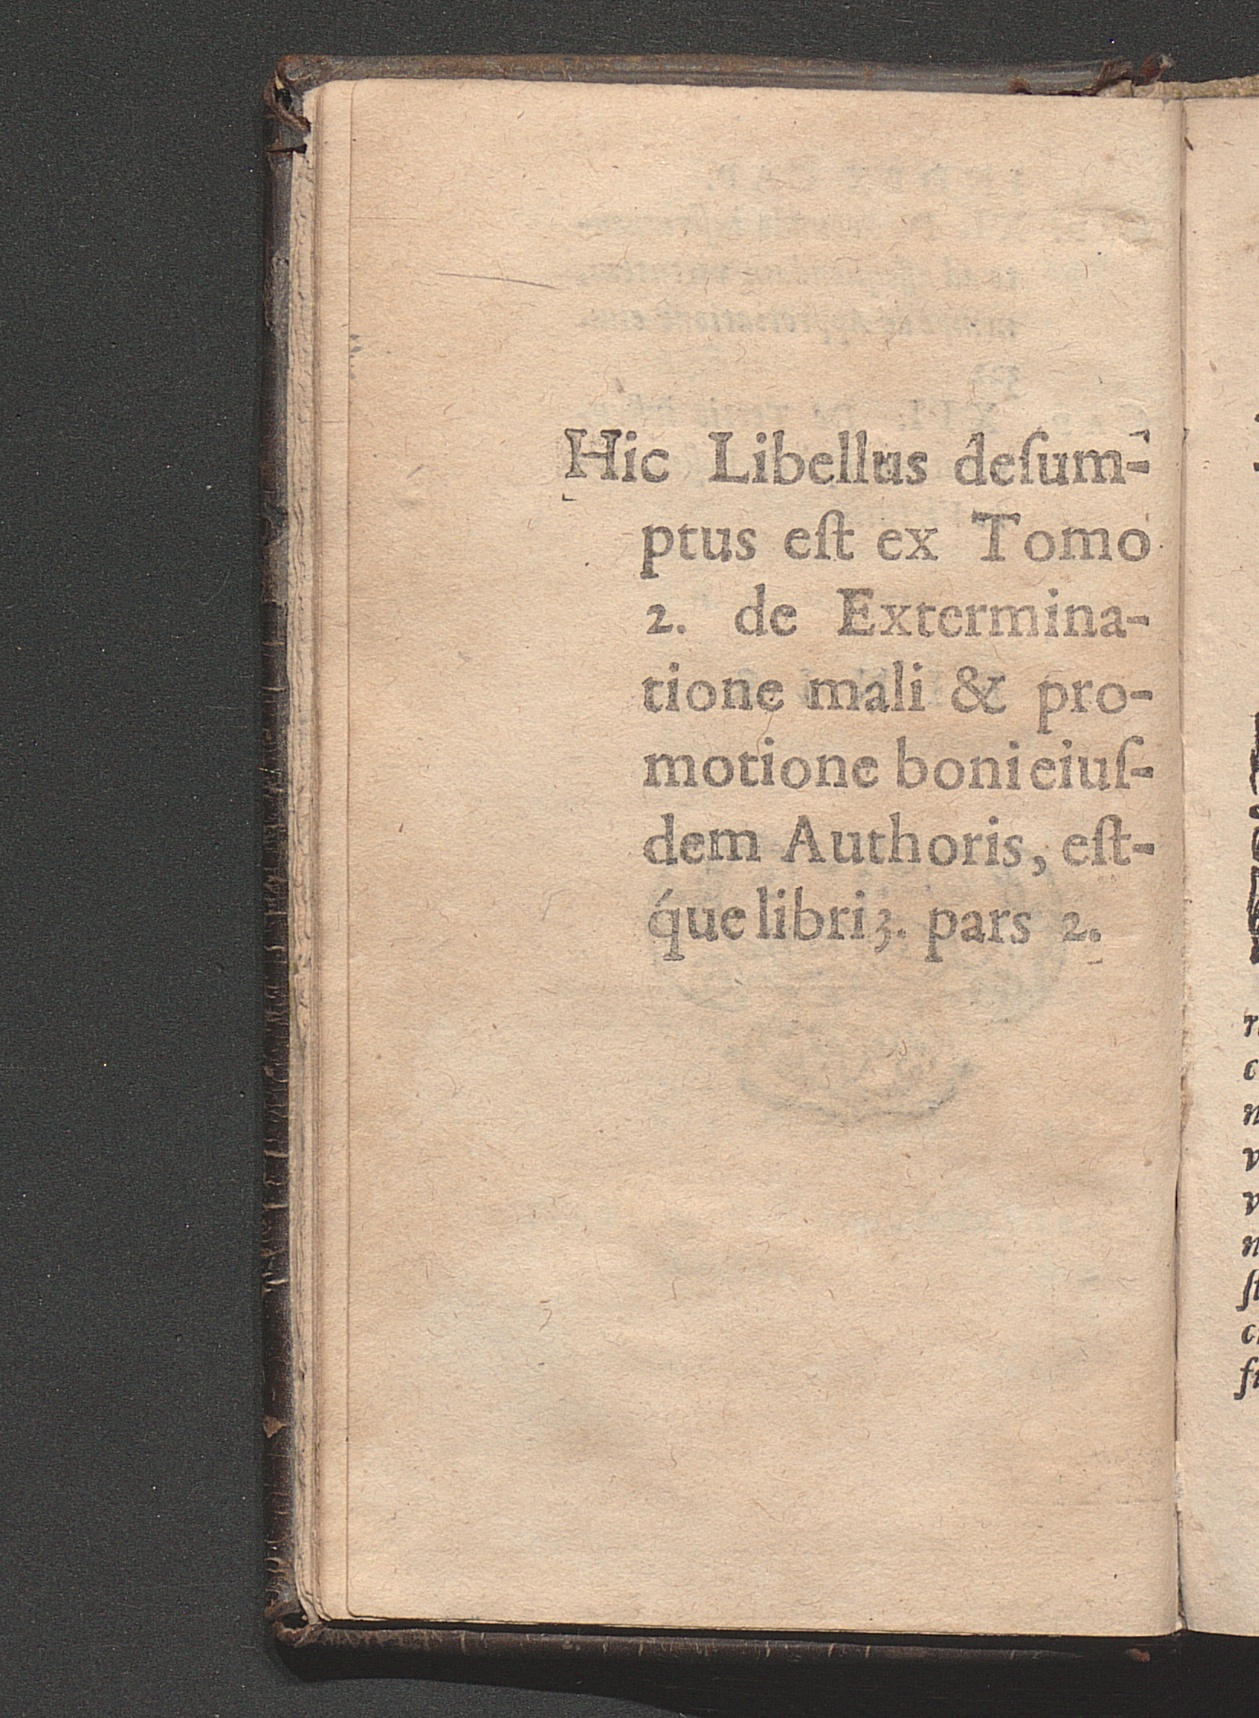 Hic Libellus deſum-
ptus eſt ex Tomo
2. de Extermina-
tione mali & pro-
motione boni eiuſ-
dem Authoris, eſt-
q́ue libri 3. pars 2.